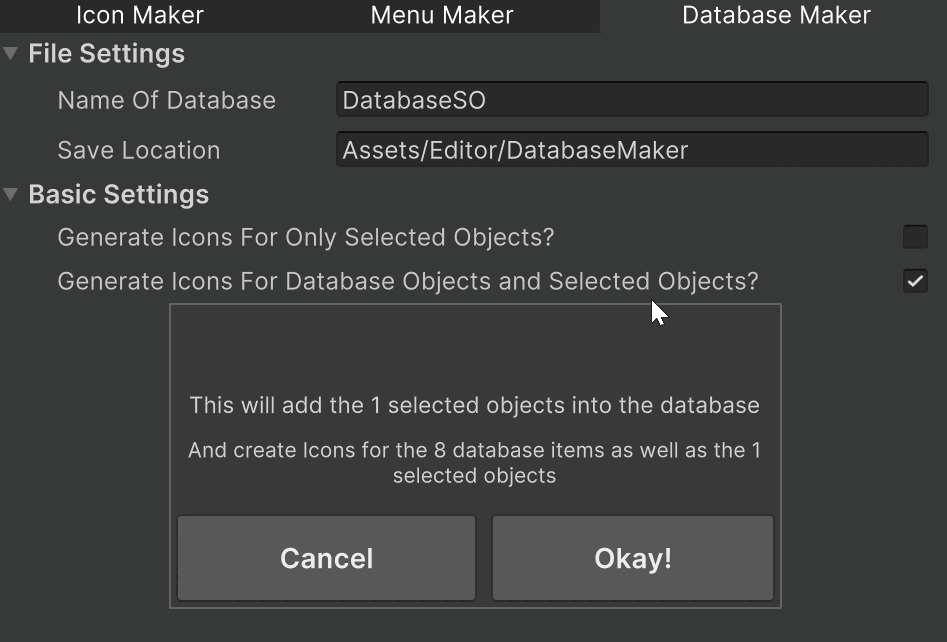 Icon Maker
Menu Maker
Database Maker
File Settings
Name Of Database
DatabaseSO
Save Location
Assets/Editor/DatabaseMaker
Basic Settings
Generate Icons For Only Selected Objects?
Generate Icons For Database Objects and Selected Objects?
This will add the 1 selected objects into the database
And create Icons for the 8 database items as well as the 1
selected objects
Cancel
Okay!